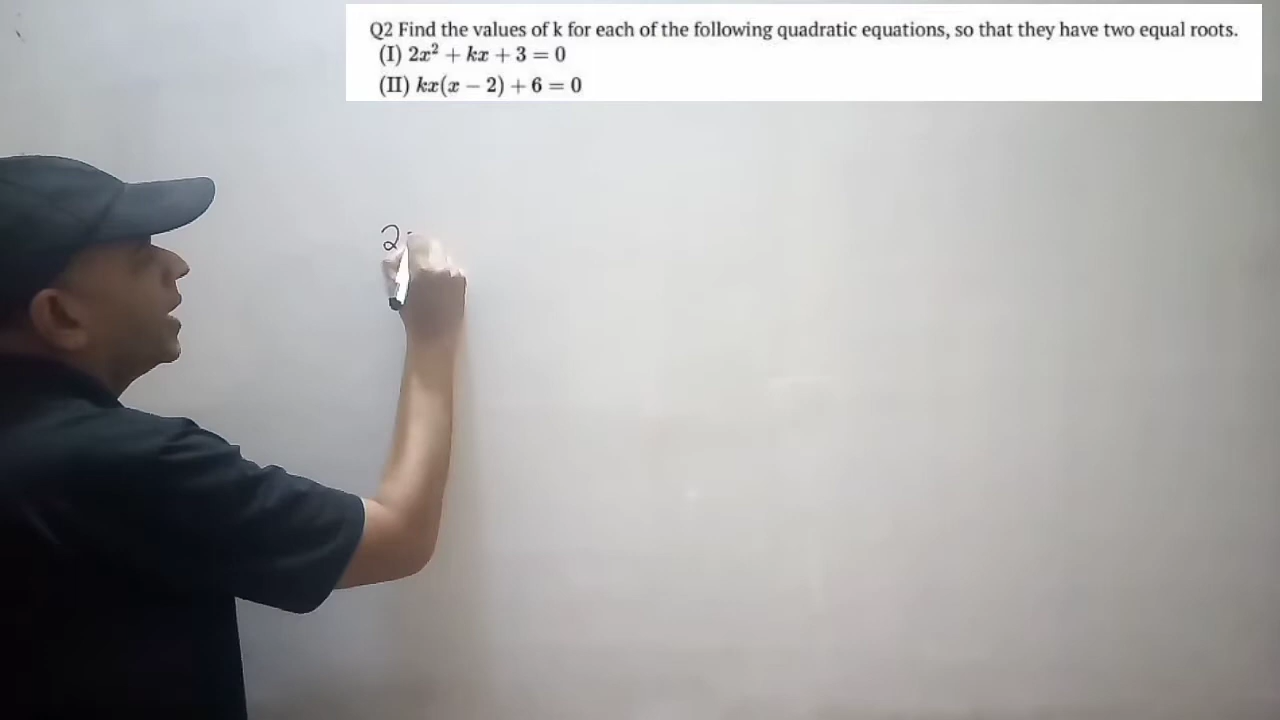 Q2 Find the values of k for each of the following quadratic equations, so that they have two equal roots.
(I) 2x² + kx + 3 = 0
(II) kx(x − 2) + 6 = 0
2